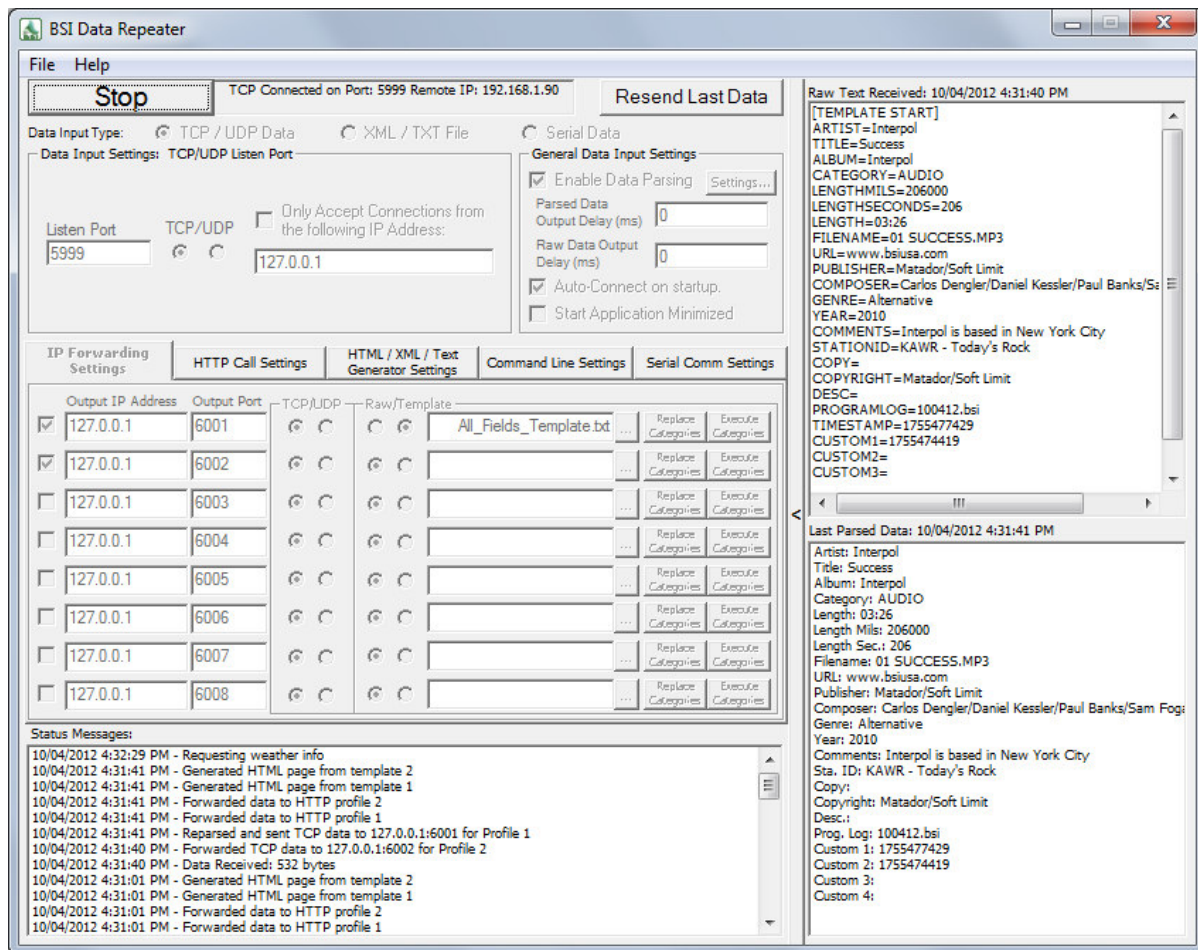 BSI Data Repeater
File Help
Stop
TCP Connected on Port: 5999 Remote IP: 192.168.1.90
Resend Last Data
Data Input Type:
TCP / UDP Data
XML / TXT File
Serial Data
Data Input Settings: TCP/UDP Listen Port
Listen Port
TCP/UDP
Only Accept Connections from
the following IP Address:
5999
127.0.0.1
General Data Input Settings
Enable Data Parsing
Settings...
Parsed Data
Output Delay (ms)
0
Raw Data Output
Delay (ms)
0
Auto-Connect on startup.
Start Application Minimized
IP Forwarding
Settings
HTTP Call Settings
HTML / XML / Text
Generator Settings
Command Line Settings
Serial Comm Settings
Output IP Address Output Port TCP/UDP Raw/Template
127.0.0.1 6001 All_Fields_Template.txt ... Replace Categories Execute Categories
127.0.0.1 6002 ... Replace Categories Execute Categories
127.0.0.1 6003 ... Replace Categories Execute Categories
127.0.0.1 6004 ... Replace Categories Execute Categories
127.0.0.1 6005 ... Replace Categories Execute Categories
127.0.0.1 6006 ... Replace Categories Execute Categories
127.0.0.1 6007 ... Replace Categories Execute Categories
127.0.0.1 6008 ... Replace Categories Execute Categories
Status Messages:
10/04/2012 4:32:29 PM - Requesting weather info
10/04/2012 4:31:41 PM - Generated HTML page from template 2
10/04/2012 4:31:41 PM - Generated HTML page from template 1
10/04/2012 4:31:41 PM - Forwarded data to HTTP profile 2
10/04/2012 4:31:41 PM - Forwarded data to HTTP profile 1
10/04/2012 4:31:41 PM - Reparsed and sent TCP data to 127.0.0.1:6001 for Profile 1
10/04/2012 4:31:40 PM - Forwarded TCP data to 127.0.0.1:6002 for Profile 2
10/04/2012 4:31:40 PM - Data Received: 532 bytes
10/04/2012 4:31:01 PM - Generated HTML page from template 2
10/04/2012 4:31:01 PM - Generated HTML page from template 1
10/04/2012 4:31:01 PM - Forwarded data to HTTP profile 2
10/04/2012 4:31:01 PM - Forwarded data to HTTP profile 1
<
Raw Text Received: 10/04/2012 4:31:40 PM
[TEMPLATE START]
ARTIST=Interpol
TITLE=Success
ALBUM=Interpol
CATEGORY=AUDIO
LENGTHMILS=206000
LENGTHSECONDS=206
LENGTH=03:26
FILENAME=01 SUCCESS.MP3
URL=www.bsiusa.com
PUBLISHER=Matador/Soft Limit
COMPOSER=Carlos Dengler/Daniel Kessler/Paul Banks/Sa
GENRE=Alternative
YEAR=2010
COMMENTS=Interpol is based in New York City
STATIONID=KAWR - Today's Rock
COPY=
COPYRIGHT=Matador/Soft Limit
DESC=
PROGRAMLOG=100412.bsi
TIMESTAMP=1755477429
CUSTOM1=1755474419
CUSTOM2=
CUSTOM3=
Last Parsed Data: 10/04/2012 4:31:41 PM
Artist: Interpol
Title: Success
Album: Interpol
Category: AUDIO
Length: 03:26
Length Mils: 206000
Length Sec.: 206
Filename: 01 SUCCESS.MP3
URL: www.bsiusa.com
Publisher: Matador/Soft Limit
Composer: Carlos Dengler/Daniel Kessler/Paul Banks/Sam Foga
Genre: Alternative
Year: 2010
Comments: Interpol is based in New York City
Sta. ID: KAWR - Today's Rock
Copy:
Copyright: Matador/Soft Limit
Desc.:
Prog. Log: 100412.bsi
Custom 1: 1755477429
Custom 2: 1755474419
Custom 3:
Custom 4: